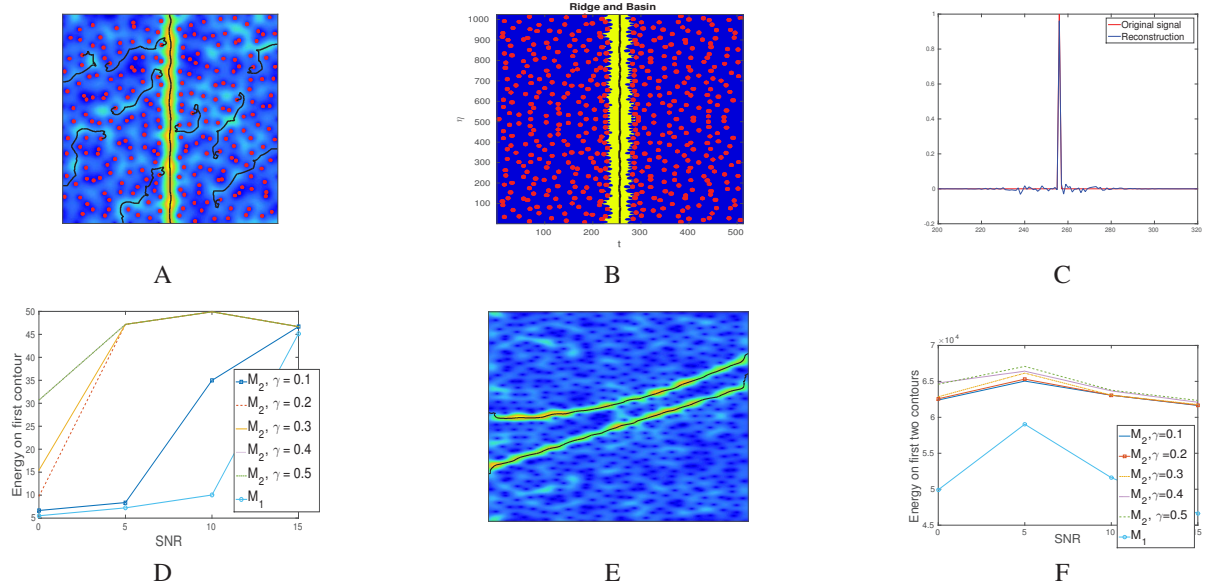 Ridge and Basin
1000
900
800
700
600
500
400
300
200
100
η
100 200 300 400 500
t
1
0.8
0.6
0.4
0.2
0
-0.2
200 220 240 260 280 300 320
Original signal
Reconstruction
A
B
C
50
45
40
35
30
25
20
15
10
5
0 5 10 15
Energy on first contour
SNR
M2, γ = 0.1
M2, γ = 0.2
M2, γ = 0.3
M2, γ = 0.4
M2, γ = 0.5
M1
×10^4
7
6.5
6
5.5
5
4.5
0 5 10 15
Energy on first two contours
SNR
M2,γ=0.1
M2,γ=0.2
M2,γ=0.3
M2,γ=0.4
M2,γ=0.5
M1
D
E
F